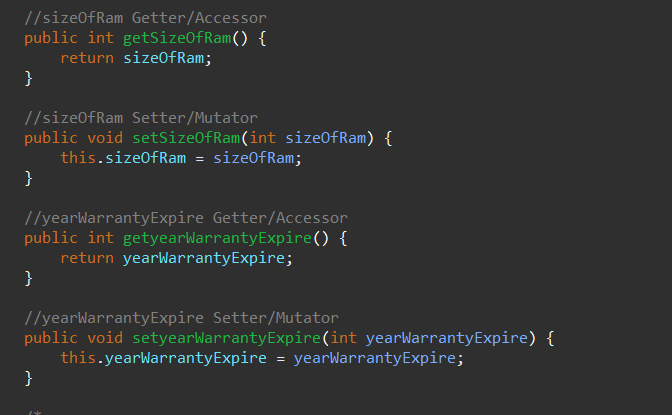 //sizeOfRam Getter/Accessor
public int getSizeOfRam() {
return sizeOfRam;
}
//sizeOfRam Setter/Mutator
public void setSizeOfRam(int sizeOfRam) {
this.sizeOfRam = sizeOfRam;
}
//yearWarrantyExpire Getter/Accessor
public int getyearWarrantyExpire() {
return yearWarrantyExpire;
}
//yearWarrantyExpire Setter/Mutator
public void setyearWarrantyExpire(int yearWarrantyExpire) {
this.yearWarrantyExpire = yearWarrantyExpire;
}
/*